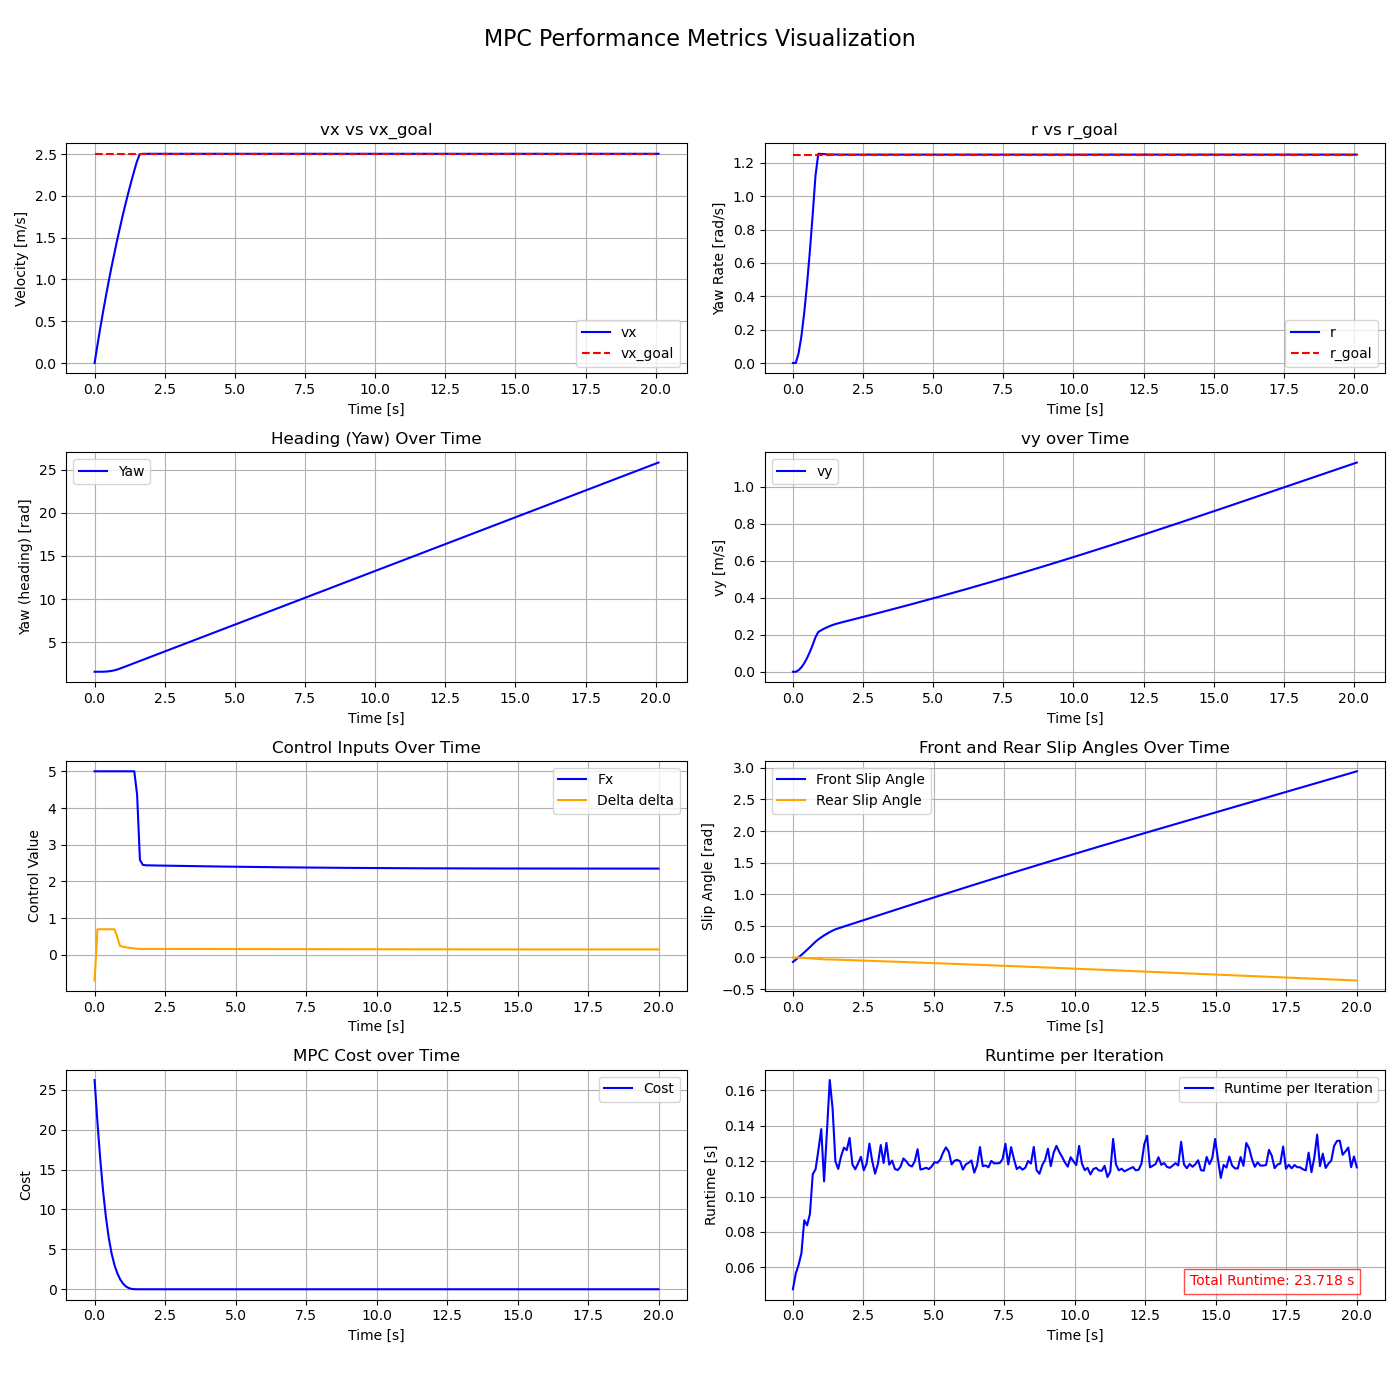 MPC Performance Metrics Visualization
vx vs vx_goal
Velocity [m/s]
2.5
2.0
1.5
1.0
0.5
0.0
vx
vx_goal
0.0 2.5 5.0 7.5 10.0 12.5 15.0 17.5 20.0
Time [s]
r vs r_goal
Yaw Rate [rad/s]
1.2
1.0
0.8
0.6
0.4
0.2
0.0
r
r_goal
0.0 2.5 5.0 7.5 10.0 12.5 15.0 17.5 20.0
Time [s]
Heading (Yaw) Over Time
Yaw (heading) [rad]
Yaw
25
20
15
10
5
0.0 2.5 5.0 7.5 10.0 12.5 15.0 17.5 20.0
Time [s]
vy over Time
vy [m/s]
vy
1.0
0.8
0.6
0.4
0.2
0.0
0.0 2.5 5.0 7.5 10.0 12.5 15.0 17.5 20.0
Time [s]
Control Inputs Over Time
Control Value
5
4
3
2
1
0
Fx
Delta delta
0.0 2.5 5.0 7.5 10.0 12.5 15.0 17.5 20.0
Time [s]
Front and Rear Slip Angles Over Time
Slip Angle [rad]
Front Slip Angle
Rear Slip Angle
3.0
2.5
2.0
1.5
1.0
0.5
0.0
−0.5
0.0 2.5 5.0 7.5 10.0 12.5 15.0 17.5 20.0
Time [s]
MPC Cost over Time
Cost
Cost
25
20
15
10
5
0
0.0 2.5 5.0 7.5 10.0 12.5 15.0 17.5 20.0
Time [s]
Runtime per Iteration
Runtime [s]
Runtime per Iteration
0.16
0.14
0.12
0.10
0.08
0.06
Total Runtime: 23.718 s
0.0 2.5 5.0 7.5 10.0 12.5 15.0 17.5 20.0
Time [s]